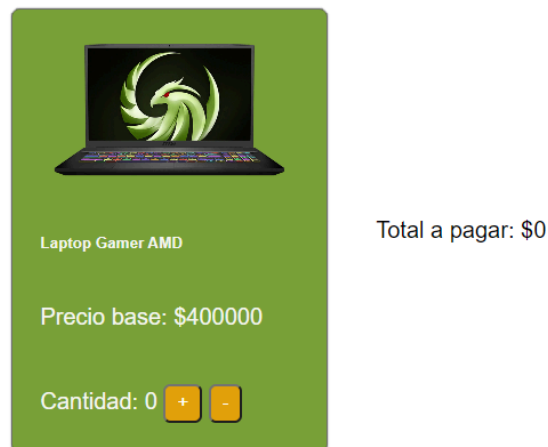 Laptop Gamer AMD
Precio base: $400000
Cantidad: 0 + -
Total a pagar: $0